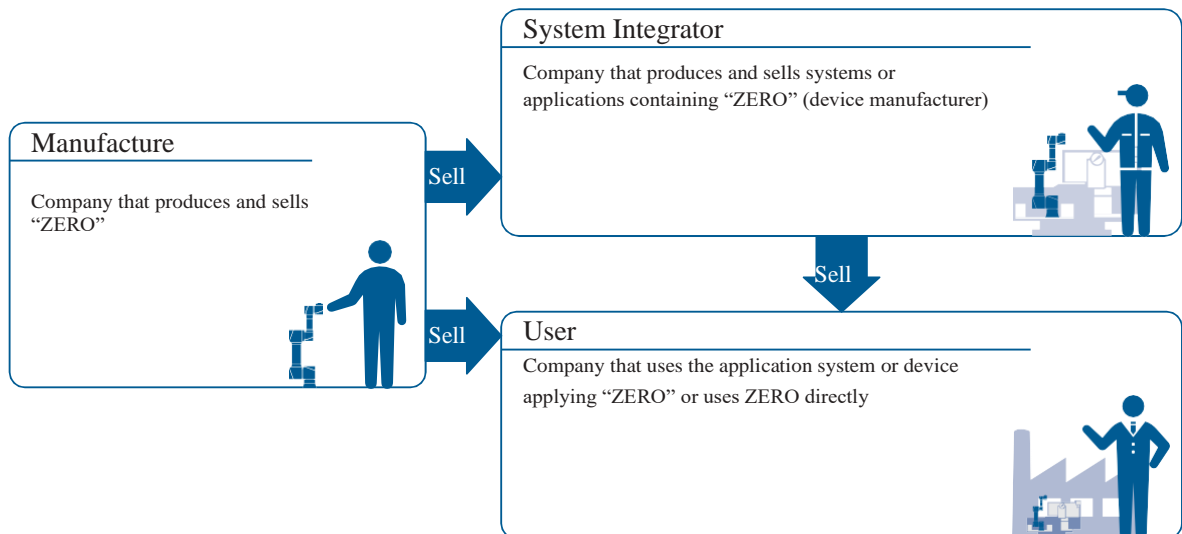 System Integrator
Company that produces and sells systems or
applications containing “ZERO” (device manufacturer)
Manufacture
Company that produces and sells
“ZERO”
Sell
Sell
Sell
User
Company that uses the application system or device
applying “ZERO” or uses ZERO directly